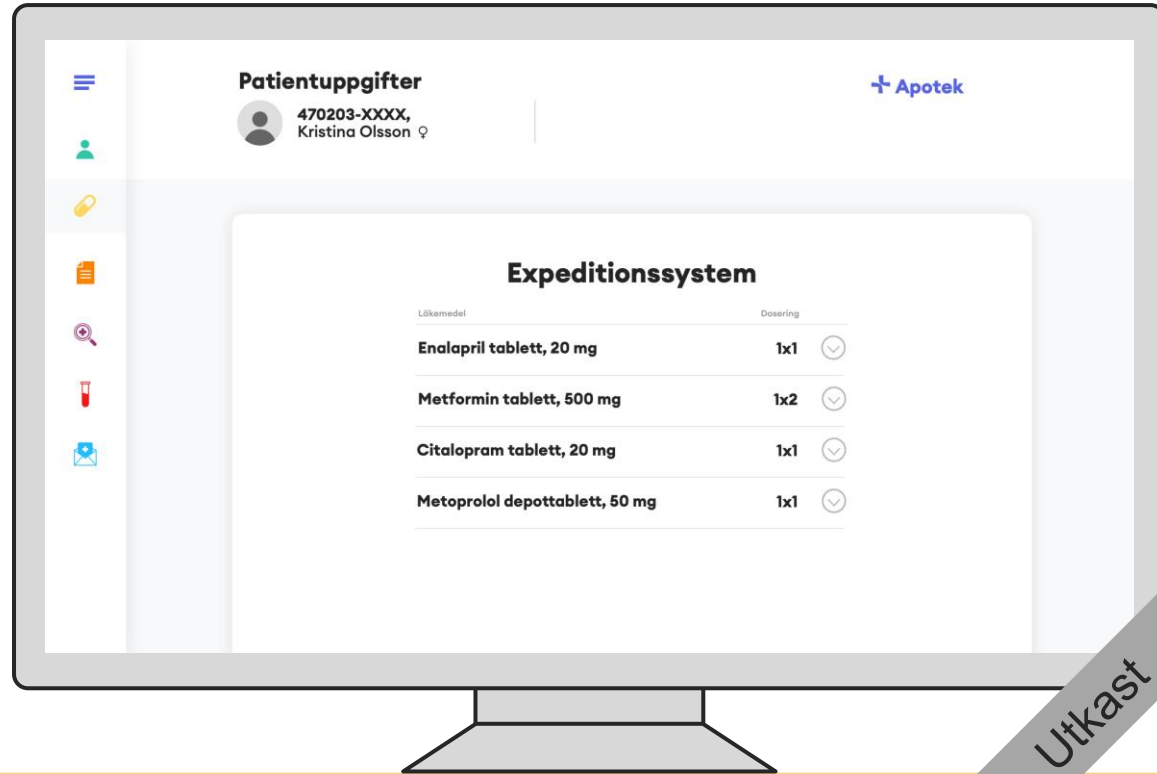 Patientuppgifter
Apotek
470203-XXXX,
Kristina Olsson ♀
Expeditionssystem
Läkemedel Dosering
Enalapril tablett, 20 mg 1x1
Metformin tablett, 500 mg 1x2
Citalopram tablett, 20 mg 1x1
Metoprolol depottablett, 50 mg 1x1
Utkast